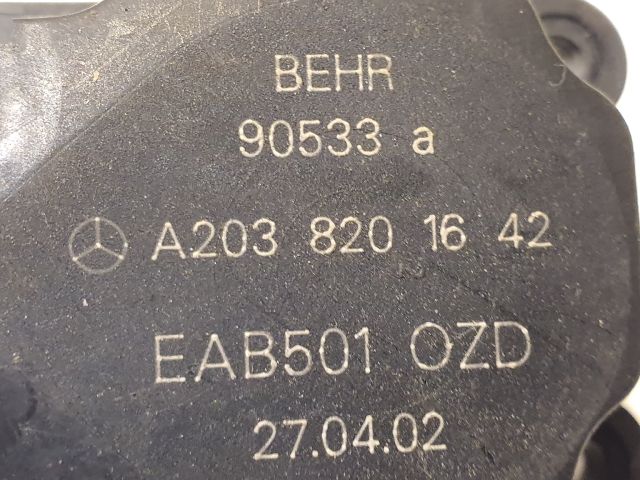 BEHR
90533 a
A203 820 16 42
EAB501 OZD
27.04.02